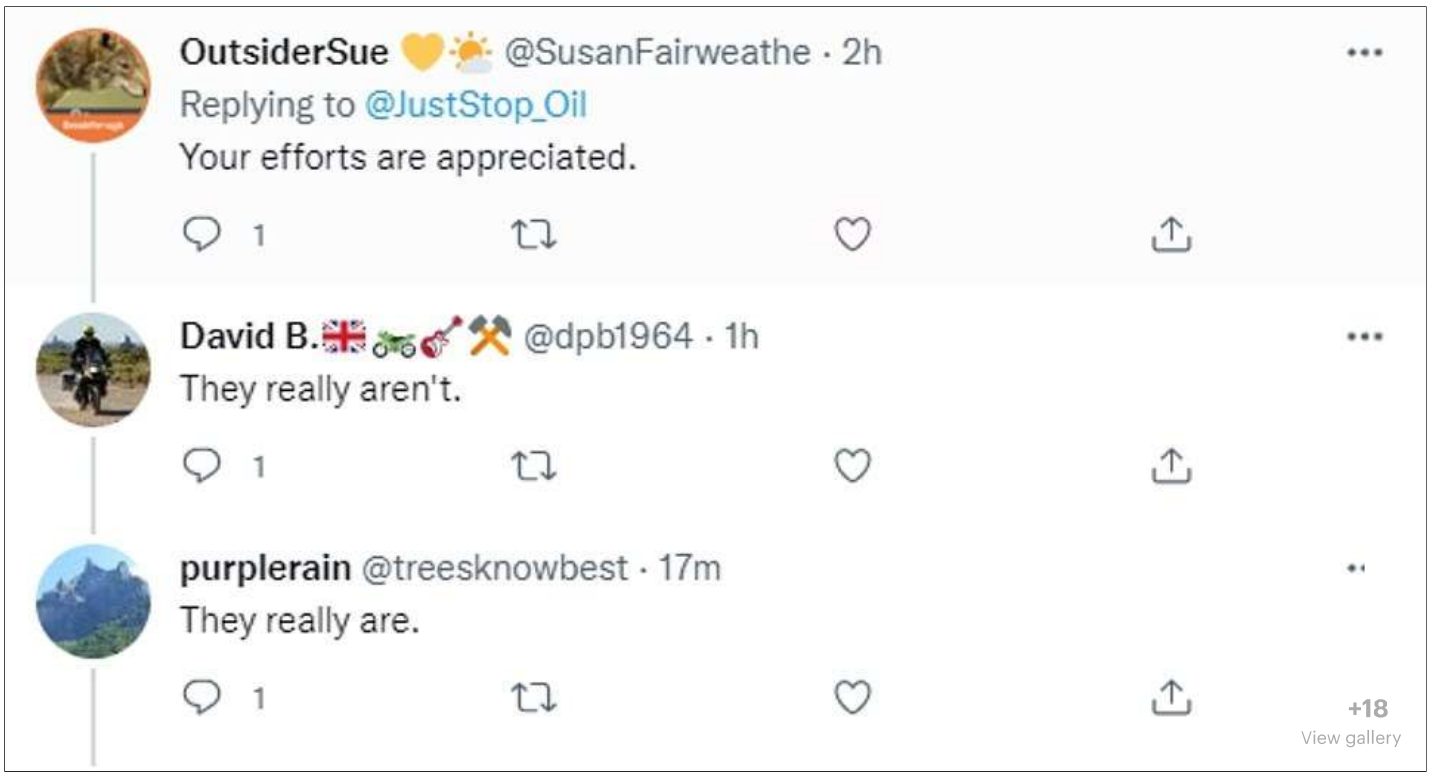 OutsiderSue 💛🌤️ @SusanFairweathe · 2h
Replying to @JustStop_Oil
Your efforts are appreciated.
1
David B.🇬🇧🏍️🎸⚒️ @dpb1964 · 1h
They really aren't.
1
purplerain @treesknowbest · 17m
They really are.
1
+18
View gallery